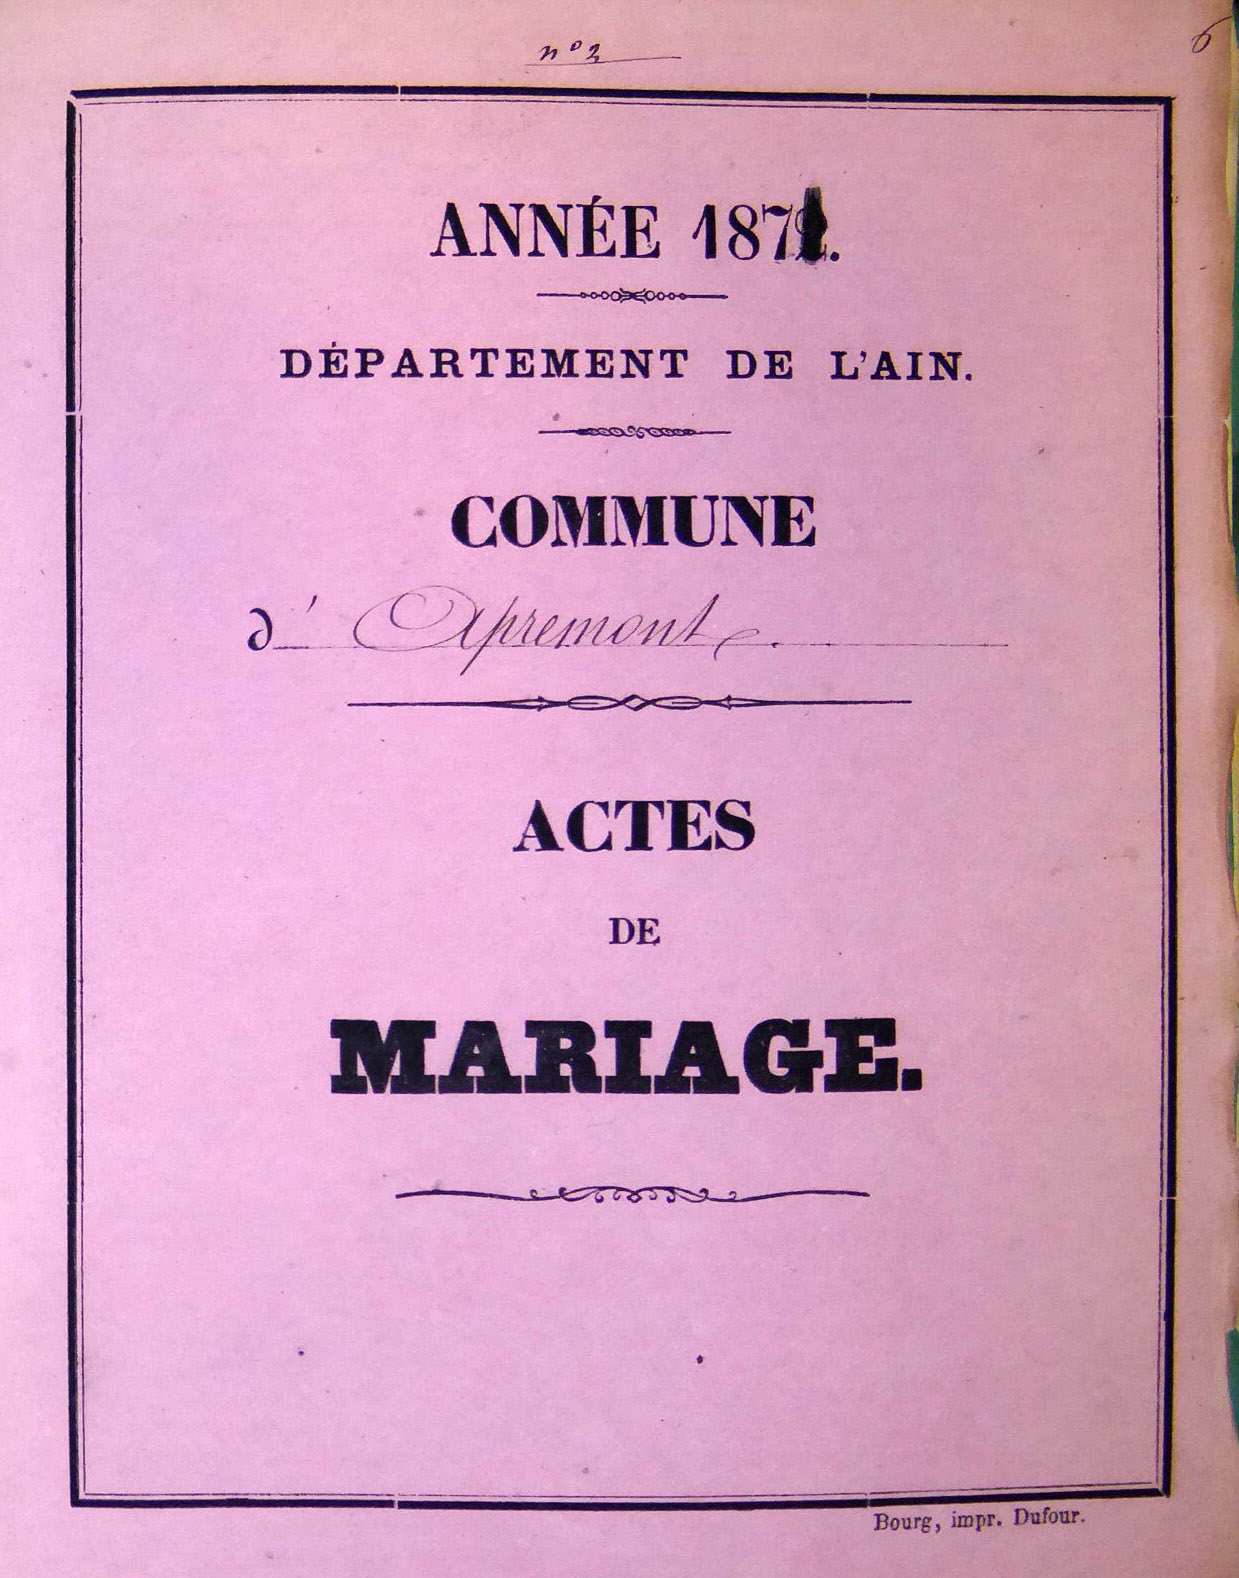 n° 2
6
ANNÉE 187
DÉPARTEMENT DE L'AIN.
COMMUNE
d' Apremont.
ACTES
DE
MARIAGE.
Bourg, impr. Dufour.